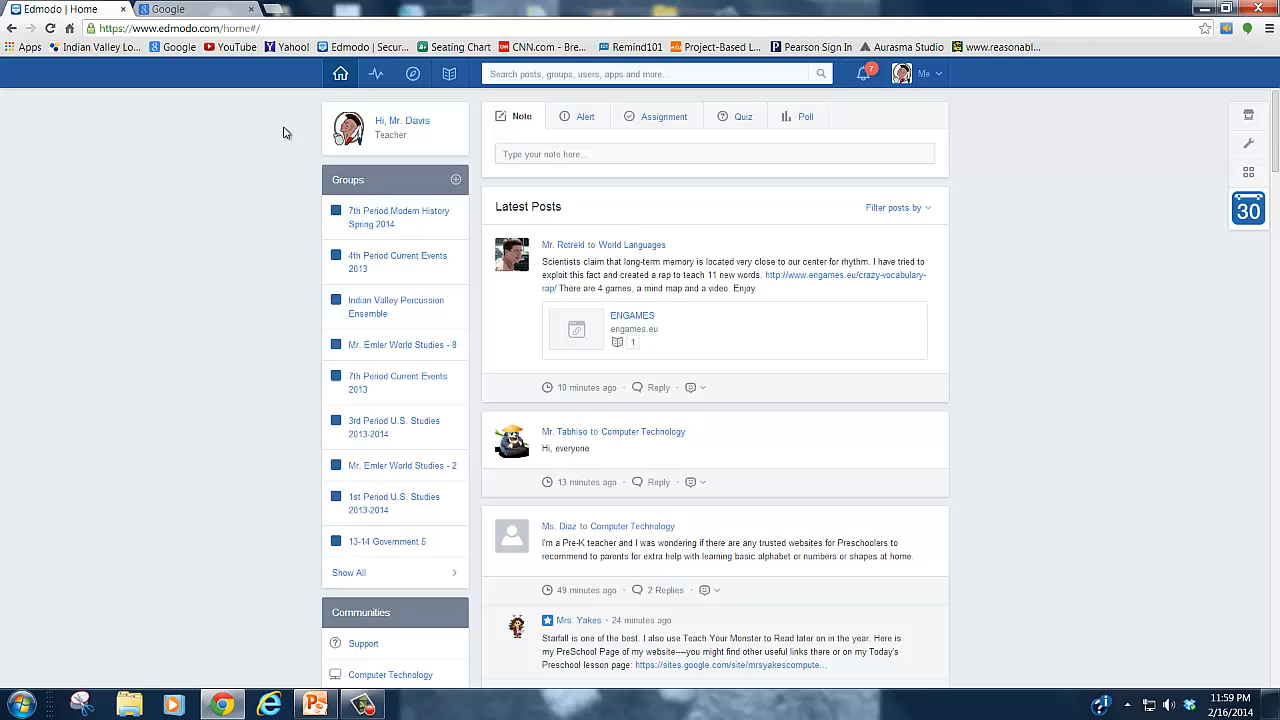 Edmodo | Home
Google
https://www.edmodo.com/home#/
Apps
Indian Valley Lo...
Google
YouTube
Yahoo!
Edmodo | Secur...
Seating Chart
CNN.com - Bre...
Remind101
Project-Based L...
Pearson Sign In
Aurasma Studio
www.reasonabl...
Search posts, groups, users, apps and more...
7
Me
Hi, Mr. Davis
Teacher
Groups
7th Period Modern History
Spring 2014
4th Period Current Events
2013
Indian Valley Percussion
Ensemble
Mr. Emler World Studies - 8
7th Period Current Events
2013
3rd Period U.S. Studies
2013-2014
Mr. Emler World Studies - 2
1st Period U.S. Studies
2013-2014
13-14 Government 5
Show All
Communities
Support
Computer Technology
Note
Alert
Assignment
Quiz
Poll
Type your note here...
Latest Posts
Filter posts by
Mr. Rotrekl to World Languages
Scientists claim that long-term memory is located very close to our center for rhythm. I have tried to
exploit this fact and created a rap to teach 11 new words. http://www.engames.eu/crazy-vocabulary-
rap/ There are 4 games, a mind map and a video. Enjoy
ENGAMES
engames.eu
1
10 minutes ago · Reply ·
Mr. Tabhiso to Computer Technology
Hi, everyone
13 minutes ago · Reply ·
Ms. Diaz to Computer Technology
I'm a Pre-K teacher and I was wondering if there are any trusted websites for Preschoolers to
recommend to parents for extra help with learning basic alphabet or numbers or shapes at home.
49 minutes ago · 2 Replies ·
Mrs. Yakes · 24 minutes ago
Starfall is one of the best. I also use Teach Your Monster to Read later on in the year. Here is
my PreSchool Page of my website----you might find other useful links there or on my Today's
Preschool lesson page: https://sites.google.com/site/mrsyakescompute...
30
11:59 PM
2/16/2014